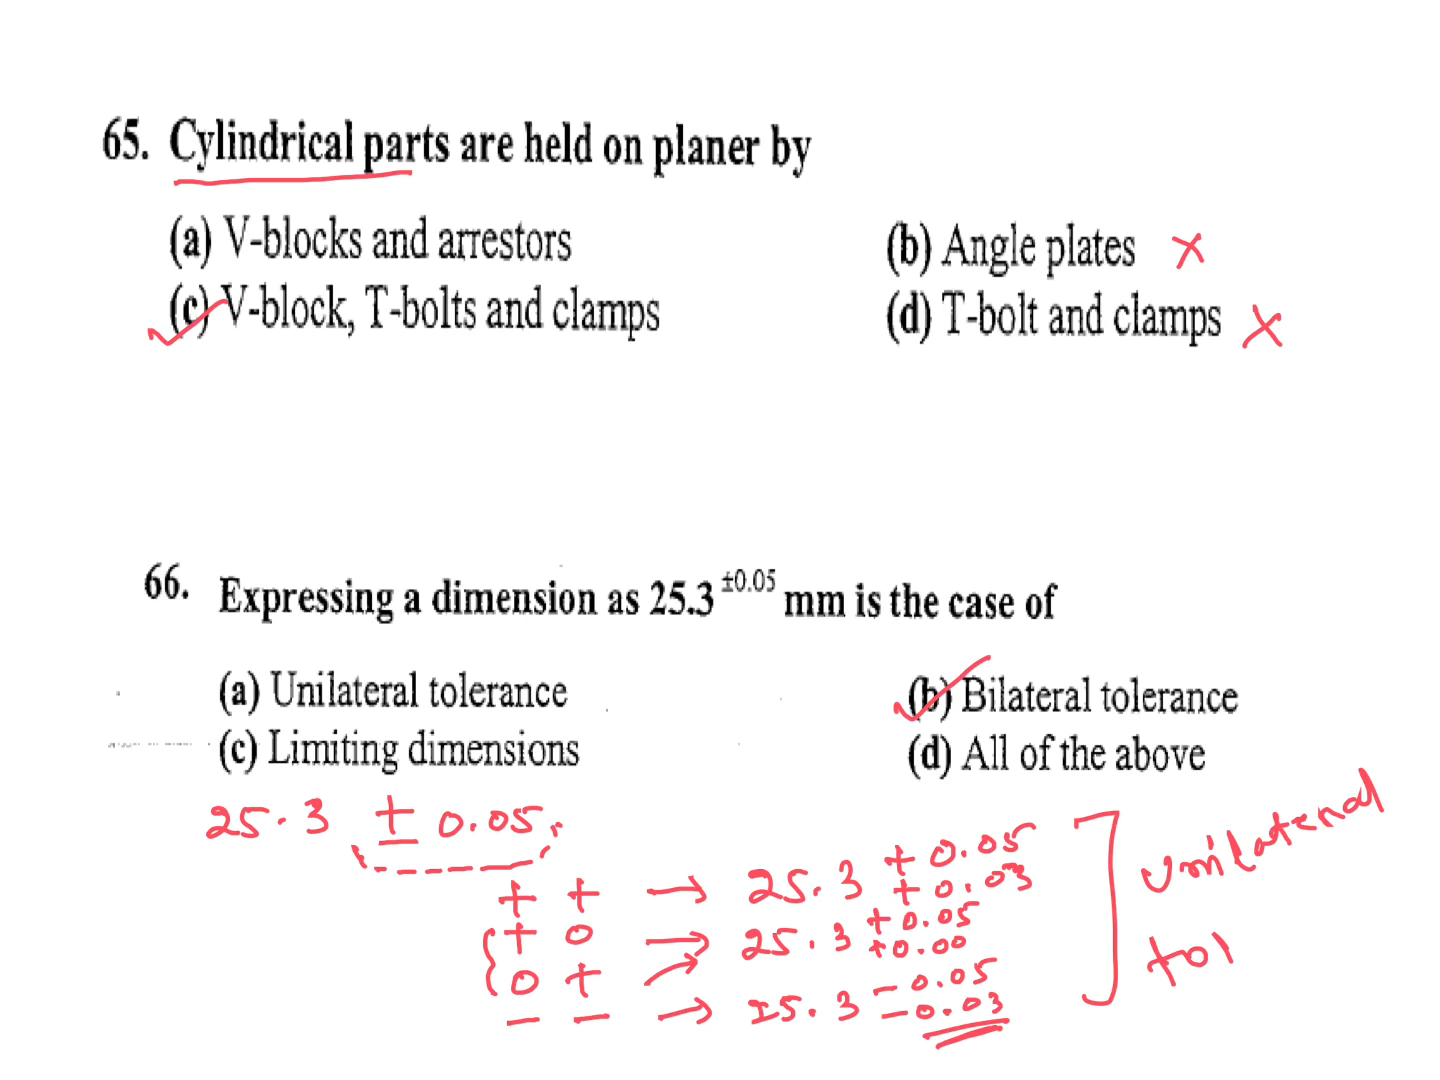 65. Cylindrical parts are held on planer by
(a) V-blocks and arrestors
(b) Angle plates ×
(c) V-block, T-bolts and clamps
(d) T-bolt and clamps ×
66. Expressing a dimension as 25.3 ±0.05 mm is the case of
(a) Unilateral tolerance
(b) Bilateral tolerance
(c) Limiting dimensions
(d) All of the above
25.3 ± 0.05
+ + → 25.3 +0.05 +0.03
+ 0 → 25.3 +0.05 +0.00
0 +
– – → 25.3 –0.05 –0.03
unilateral
tol